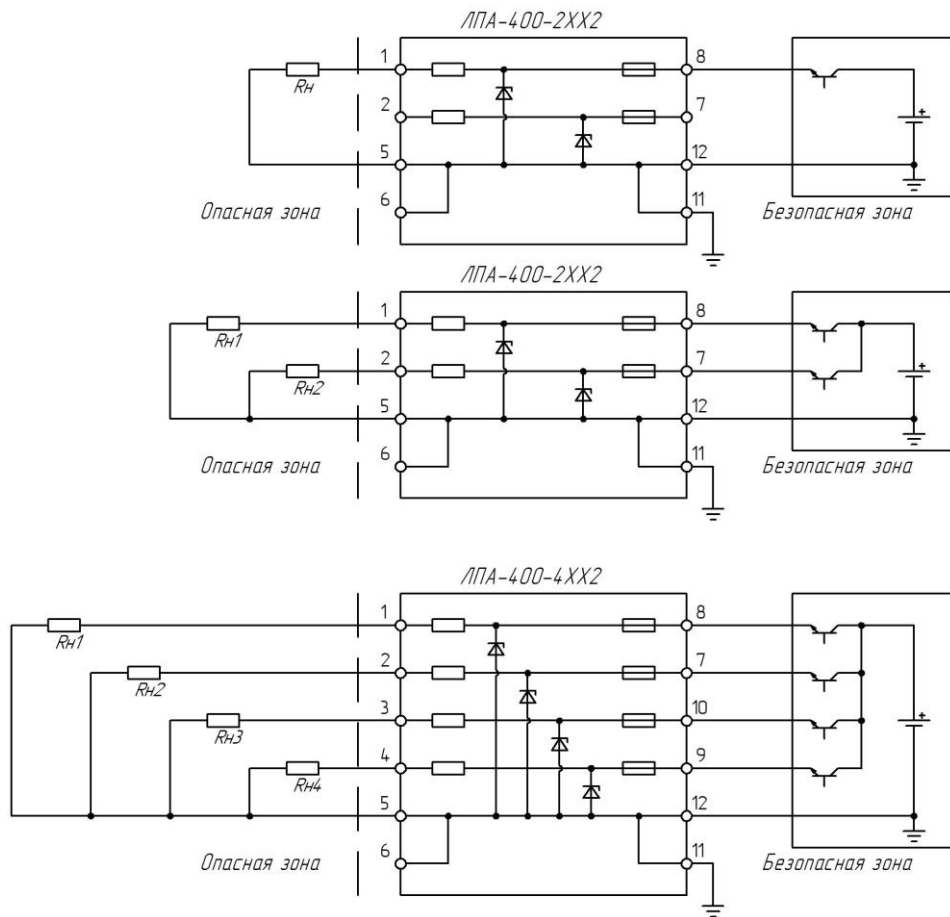 ЛПА-400-2ХХ2
1 8
Rн
2 7
+
5 12
6 11
Опасная зона Безопасная зона
ЛПА-400-2ХХ2
1 8
Rн1
2 7
Rн2
+
5 12
6 11
Опасная зона Безопасная зона
ЛПА-400-4ХХ2
1 8
Rн1
2 7
Rн2
3 10
Rн3
+
4 9
Rн4
5 12
6 11
Опасная зона Безопасная зона